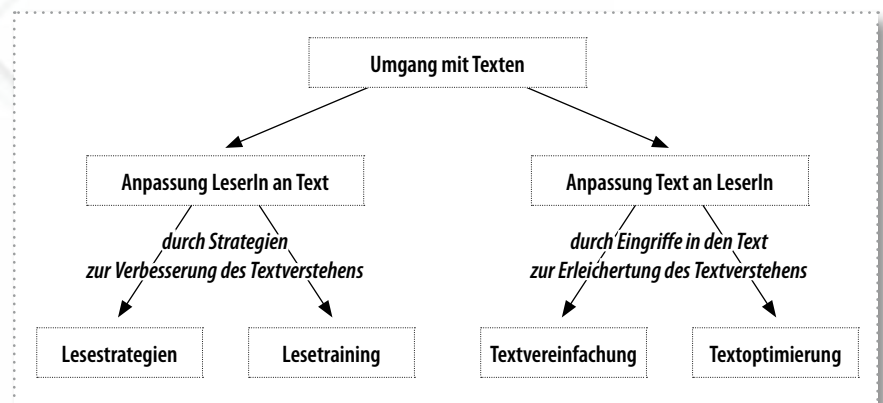 Umgang mit Texten
Anpassung LeserIn an Text
Anpassung Text an LeserIn
durch Strategien
zur Verbesserung des Textverstehens
durch Eingriffe in den Text
zur Erleichertung des Textverstehens
Lesestrategien
Lesetraining
Textvereinfachung
Textoptimierung